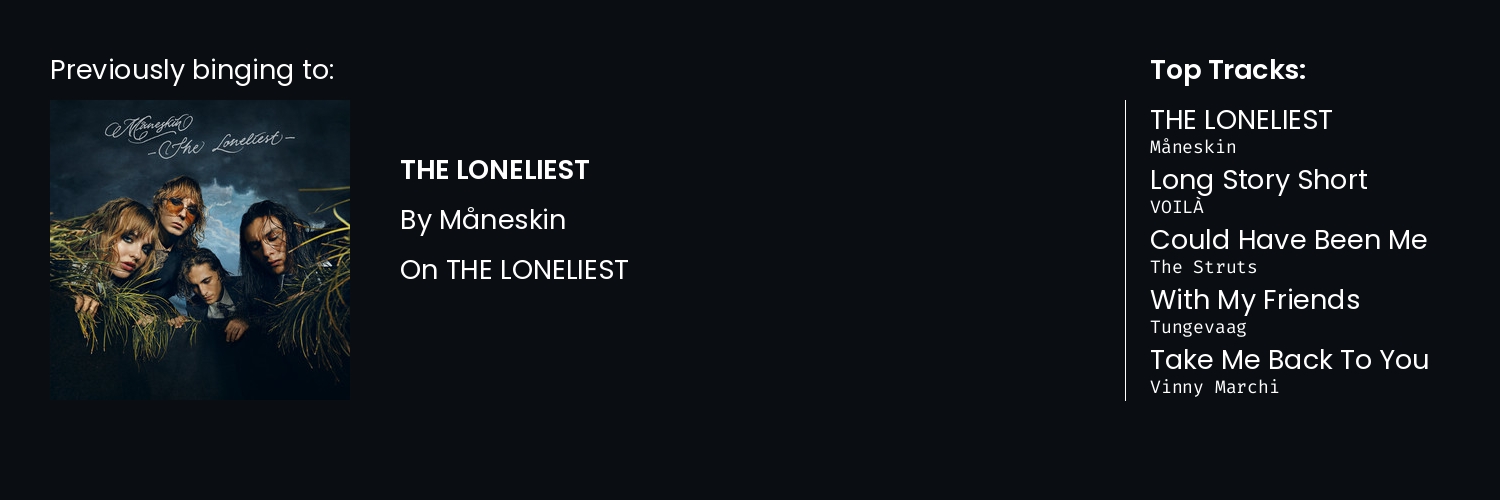 Previously binging to:
Måneskin
- The Loneliest -
THE LONELIEST
By Måneskin
On THE LONELIEST
Top Tracks:
THE LONELIEST
Måneskin
Long Story Short
VOILÀ
Could Have Been Me
The Struts
With My Friends
Tungevaag
Take Me Back To You
Vinny Marchi